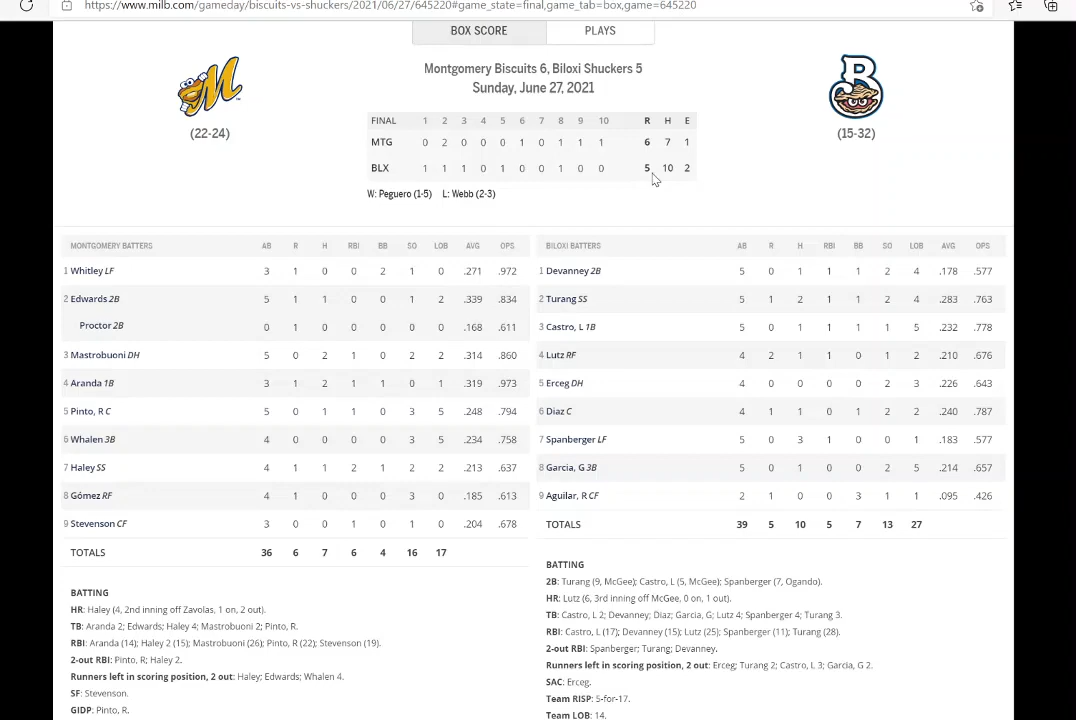 https://www.milb.com/gameday/biscuits-vs-shuckers/2021/06/27/645220#game_state=final,game_tab=box,game=645220
BOX SCORE PLAYS
Montgomery Biscuits 6, Biloxi Shuckers 5
Sunday, June 27, 2021
M
B
(22-24)
(15-32)
FINAL 1 2 3 4 5 6 7 8 9 10 R H E
MTG 0 2 0 0 0 1 0 1 1 1 6 7 1
BLX 1 1 1 0 1 0 0 1 0 0 5 10 2
W: Peguero (1-5) L: Webb (2-3)
MONTGOMERY BATTERS AB R H RBI BB SO LOB AVG OPS
1 Whitley LF 3 1 0 0 2 1 0 .271 .972
2 Edwards 2B 5 1 1 0 0 1 2 .339 .834
Proctor 2B 0 1 0 0 0 0 0 .168 .611
3 Mastrobuoni DH 5 0 2 1 0 2 2 .314 .860
4 Aranda 1B 3 1 2 1 1 0 1 .319 .973
5 Pinto, R C 5 0 1 1 0 3 5 .248 .794
6 Whalen 3B 4 0 0 0 0 3 5 .234 .758
7 Haley SS 4 1 1 2 1 2 2 .213 .637
8 Gómez RF 4 1 0 0 0 3 0 .185 .613
9 Stevenson CF 3 0 0 1 0 1 0 .204 .678
TOTALS 36 6 7 6 4 16 17
BATTING
HR: Haley (4, 2nd inning off Zavolas, 1 on, 2 out).
TB: Aranda 2; Edwards; Haley 4; Mastrobuoni 2; Pinto, R.
RBI: Aranda (14); Haley 2 (15); Mastrobuoni (26); Pinto, R (22); Stevenson (19).
2-out RBI: Pinto, R; Haley 2.
Runners left in scoring position, 2 out: Haley; Edwards; Whalen 4.
SF: Stevenson.
GIDP: Pinto, R.
BILOXI BATTERS AB R H RBI BB SO LOB AVG OPS
1 Devanney 2B 5 0 1 1 1 2 4 .178 .577
2 Turang SS 5 1 2 1 1 2 4 .283 .763
3 Castro, L 1B 5 0 1 1 1 1 5 .232 .778
4 Lutz RF 4 2 1 1 0 1 2 .210 .676
5 Erceg DH 4 0 0 0 0 2 3 .226 .643
6 Diaz C 4 1 1 0 1 2 2 .240 .787
7 Spanberger LF 5 0 3 1 0 0 1 .183 .577
8 Garcia, G 3B 5 0 1 0 0 2 5 .214 .657
9 Aguilar, R CF 2 1 0 0 3 1 1 .095 .426
TOTALS 39 5 10 5 7 13 27
BATTING
2B: Turang (9, McGee); Castro, L (5, McGee); Spanberger (7, Ogando).
HR: Lutz (6, 3rd inning off McGee, 0 on, 1 out).
TB: Castro, L 2; Devanney; Diaz; Garcia, G; Lutz 4; Spanberger 4; Turang 3.
RBI: Castro, L (17); Devanney (15); Lutz (25); Spanberger (11); Turang (28).
2-out RBI: Spanberger; Turang; Devanney.
Runners left in scoring position, 2 out: Erceg; Turang 2; Castro, L 3; Garcia, G 2.
SAC: Erceg.
Team RISP: 5-for-17.
Team LOB: 14.